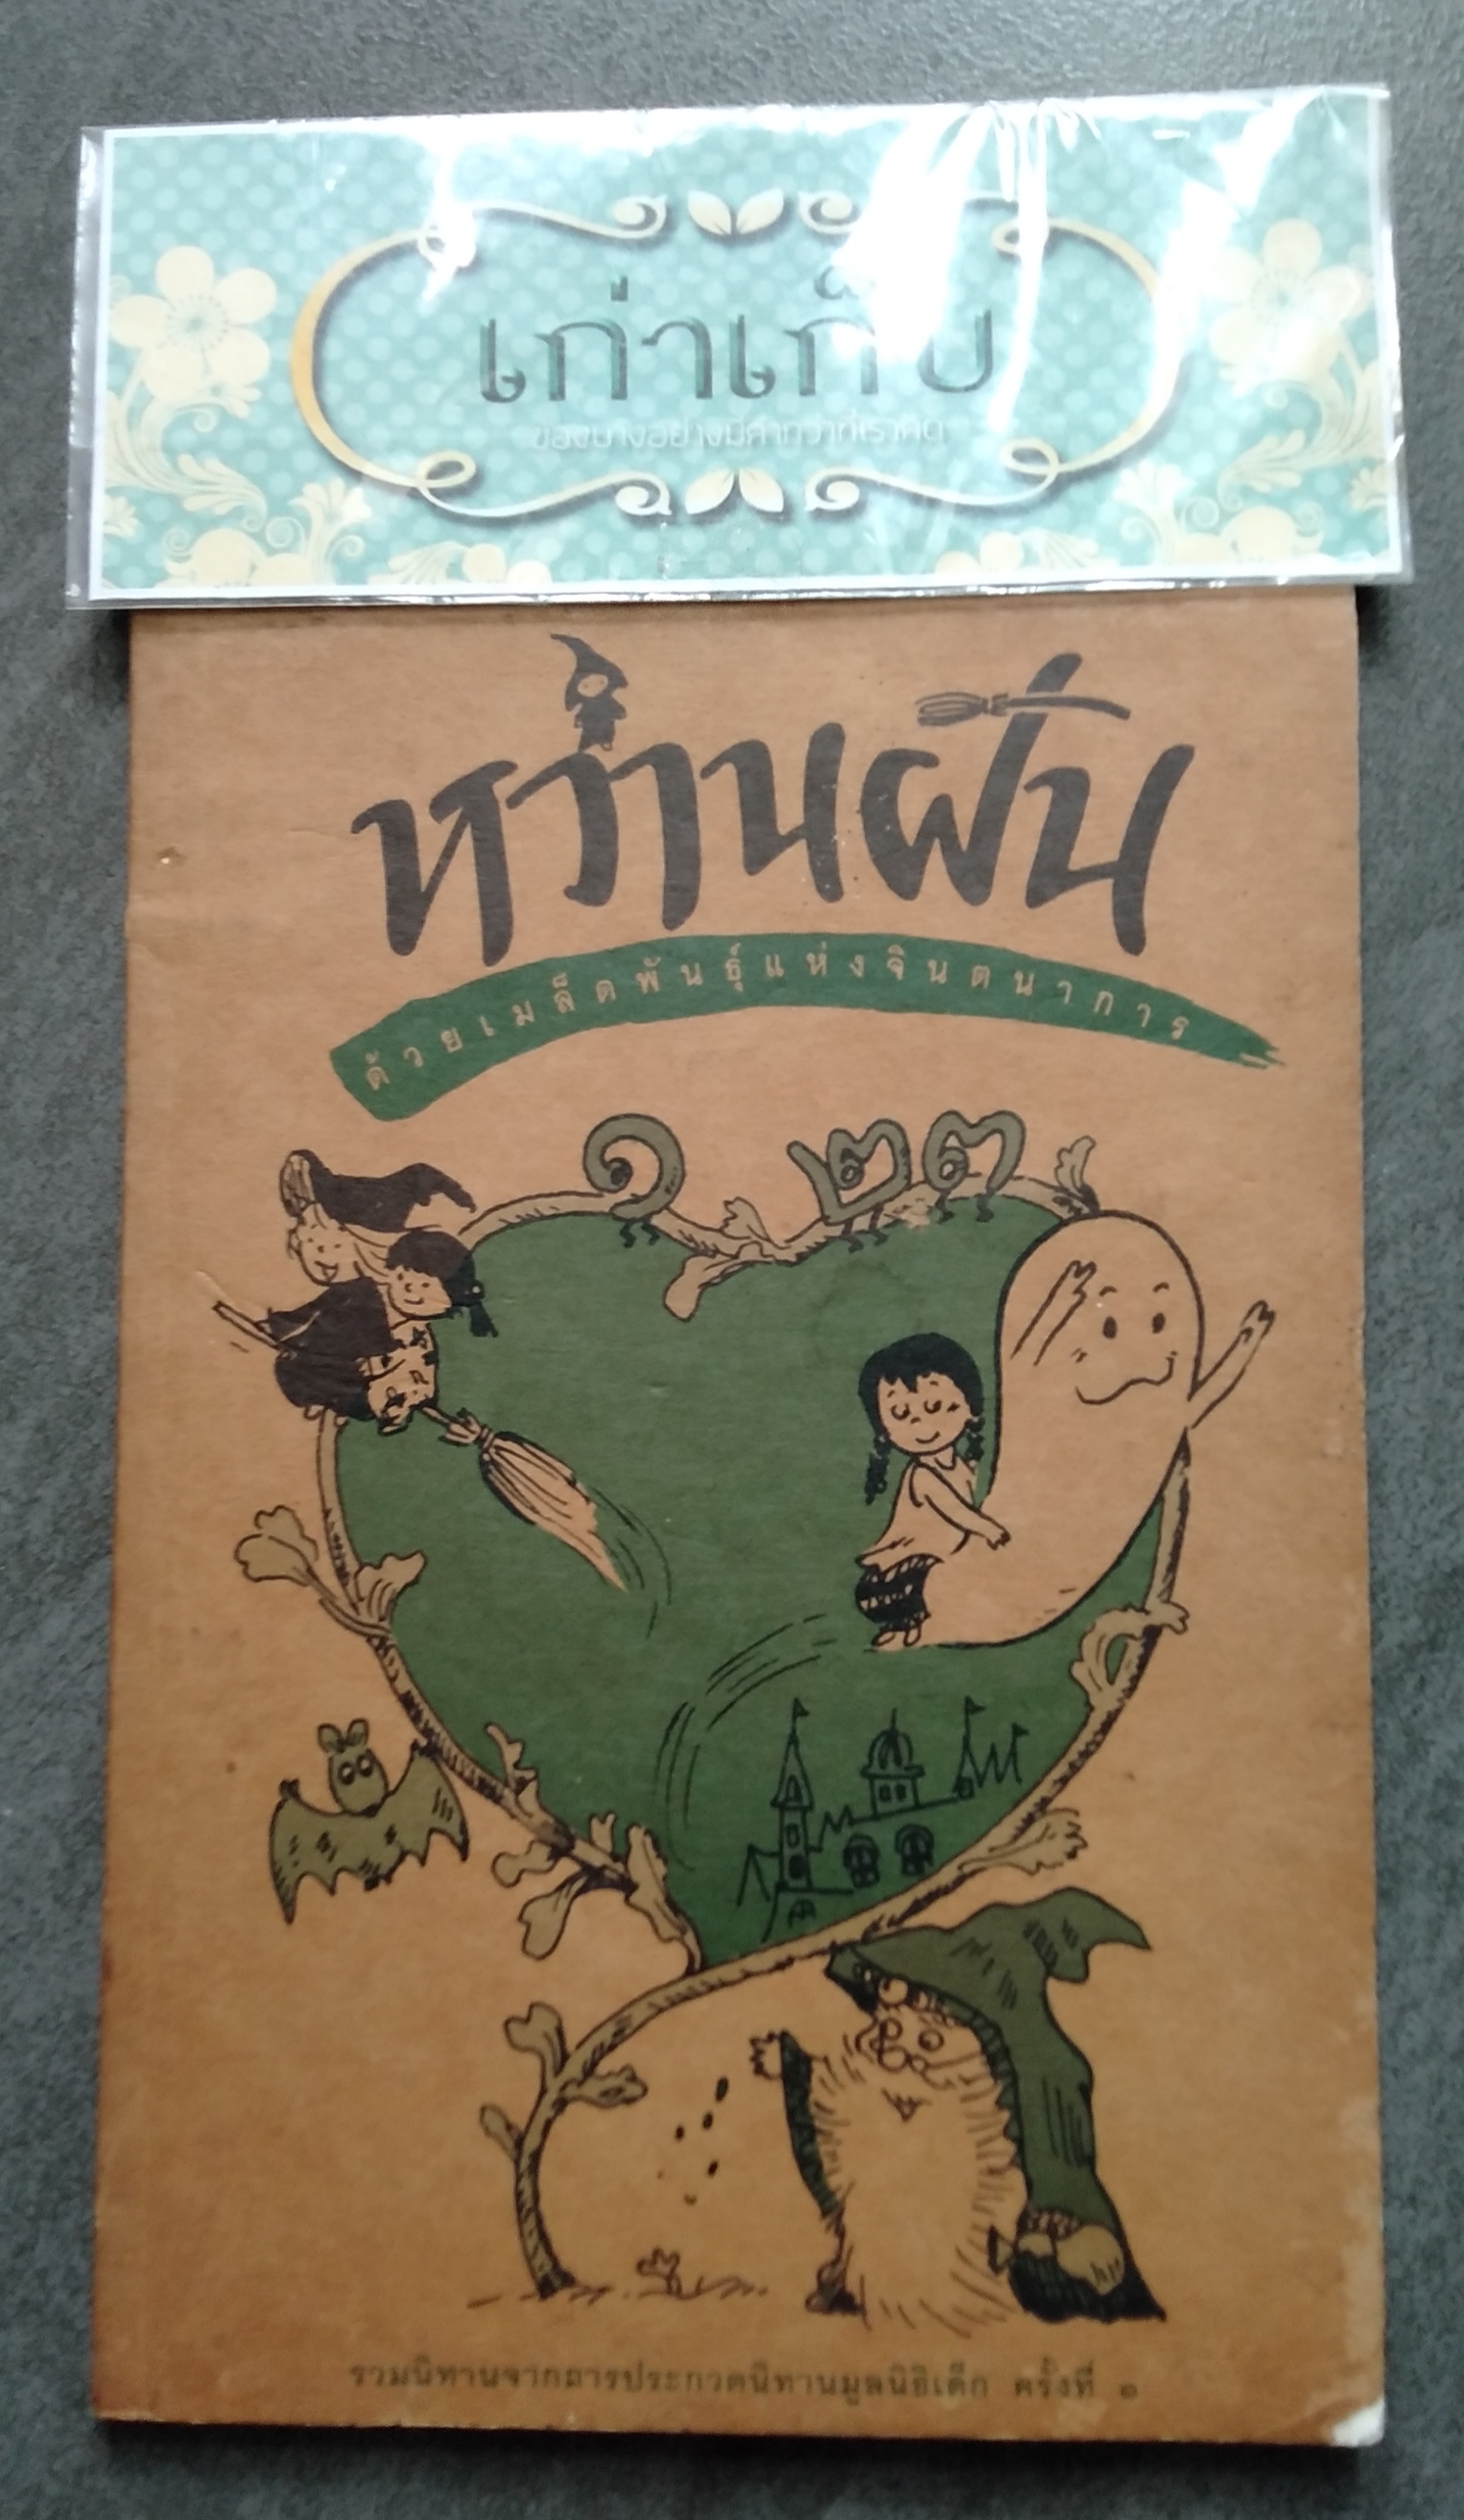 เก่าเก็บ
ของบางอย่างมีค่ากว่าที่เราคิด
หว่านฝัน
ด้วยเมล็ดพันธุ์แห่งจินตนาการ
๑ ๒๓
รวมนิทานจากการประกวดนิทานมูลนิธิเด็ก ครั้งที่ ๑